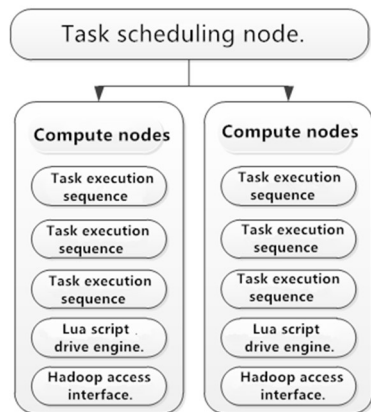 Task scheduling node.
Compute nodes
Task execution
sequence
Task execution
sequence
Task execution
sequence
Lua script
drive engine.
Hadoop access
interface.
Compute nodes
Task execution
sequence
Task execution
sequence
Task execution
sequence
Lua script
drive engine.
Hadoop access
interface.